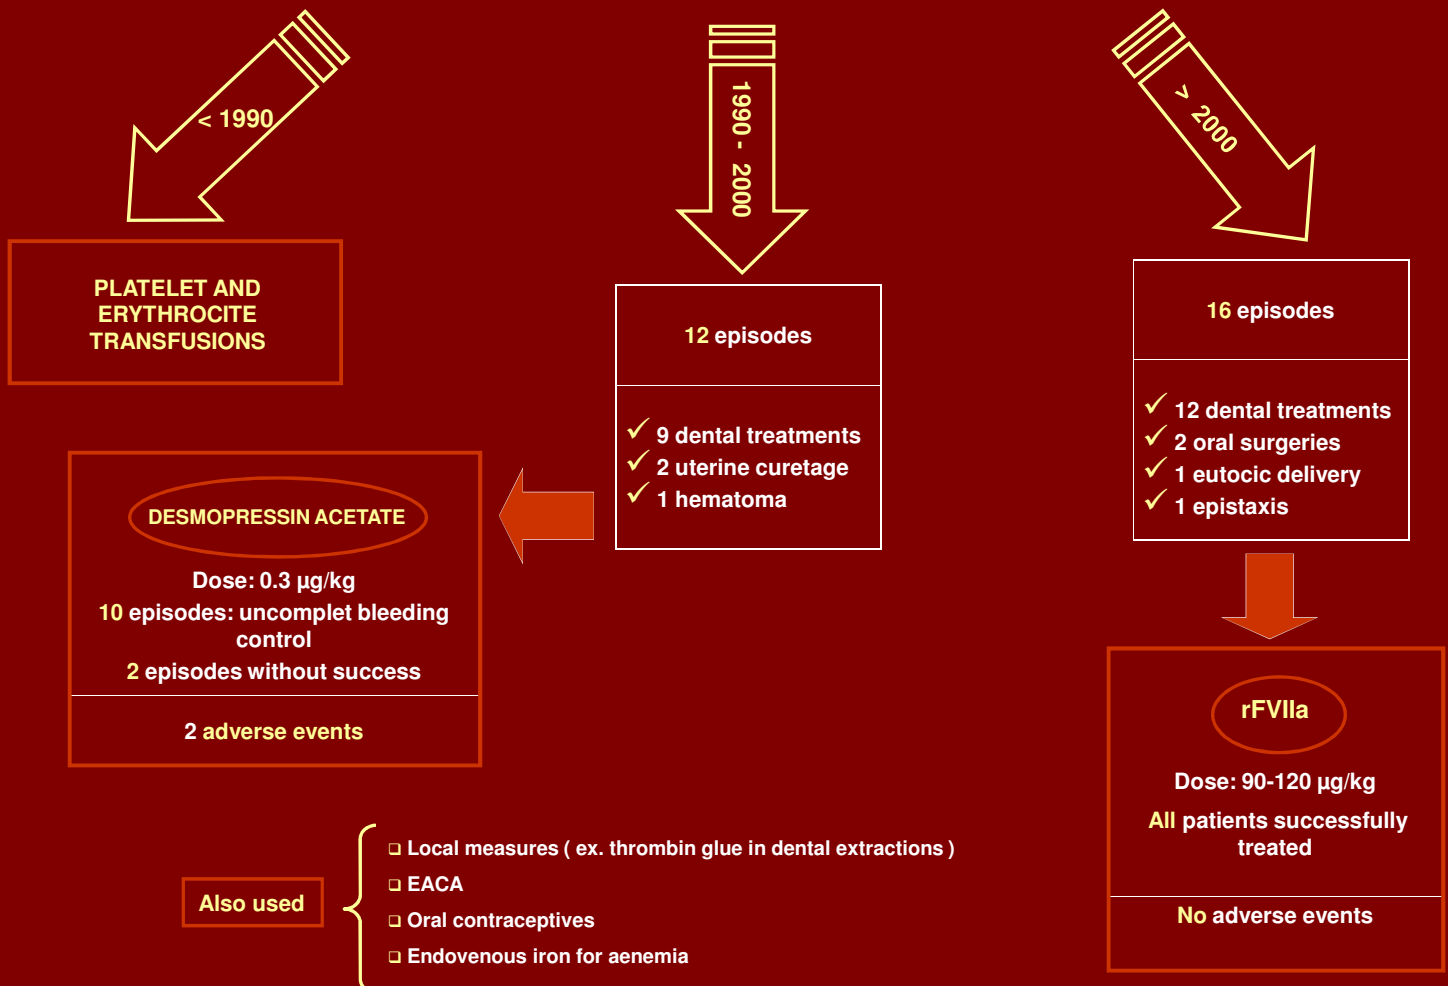 < 1990
PLATELET AND
ERYTHROCITE
TRANSFUSIONS
1990 - 2000
12 episodes
✓ 9 dental treatments
✓ 2 uterine curetage
✓ 1 hematoma
DESMOPRESSIN ACETATE
Dose: 0.3 µg/kg
10 episodes: uncomplet bleeding
control
2 episodes without success
2 adverse events
> 2000
16 episodes
✓ 12 dental treatments
✓ 2 oral surgeries
✓ 1 eutocic delivery
✓ 1 epistaxis
rFVIIa
Dose: 90-120 µg/kg
All patients successfully
treated
No adverse events
Also used
❑ Local measures ( ex. thrombin glue in dental extractions )
❑ EACA
❑ Oral contraceptives
❑ Endovenous iron for aenemia